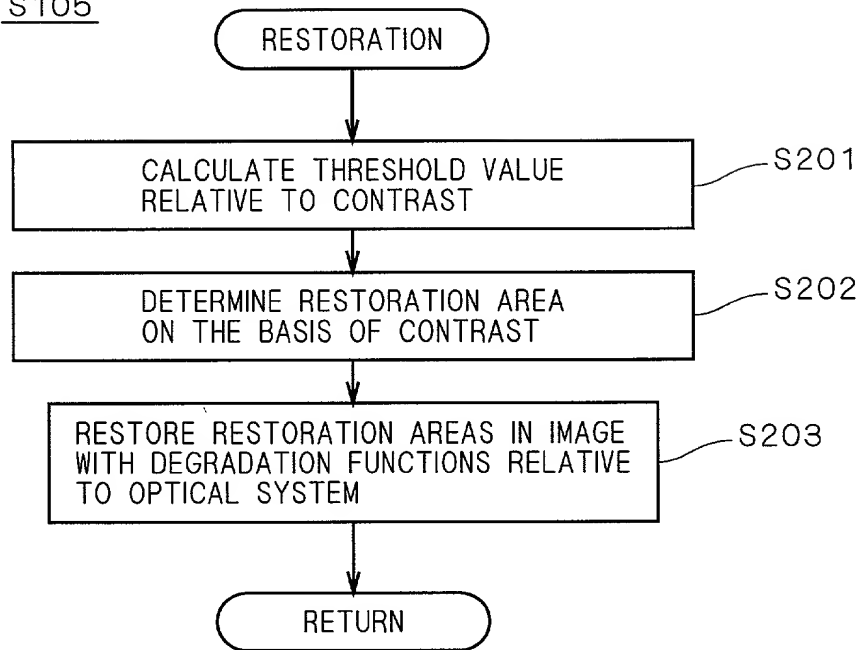 S105
RESTORATION
CALCULATE THRESHOLD VALUE
RELATIVE TO CONTRAST
S201
DETERMINE RESTORATION AREA
ON THE BASIS OF CONTRAST
S202
RESTORE RESTORATION AREAS IN IMAGE
WITH DEGRADATION FUNCTIONS RELATIVE
TO OPTICAL SYSTEM
S203
RETURN